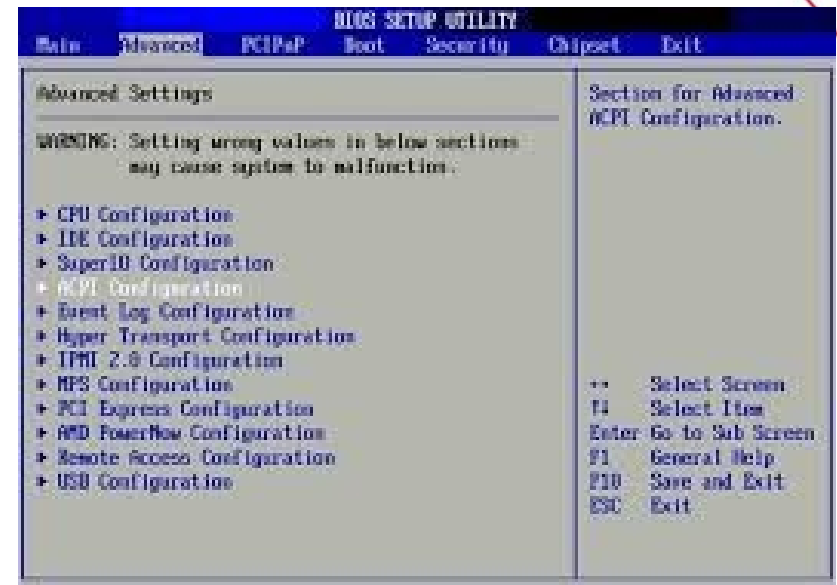 BIOS SETUP UTILITY
Main Advanced PCIPnP Boot Security Chipset Exit
Advanced Settings
WARNING: Setting wrong values in below sections
may cause system to malfunction.
CPU Configuration
IDE Configuration
SuperIO Configuration
ACPI Configuration
Event Log Configuration
Hyper Transport Configuration
IPMI 2.0 Configuration
MPS Configuration
PCI Express Configuration
AMD PowerNow Configuration
Remote Access Configuration
USB Configuration
Section for Advanced
ACPI Configuration.
↔ Select Screen
↑↓ Select Item
Enter Go to Sub Screen
F1 General Help
F10 Save and Exit
ESC Exit